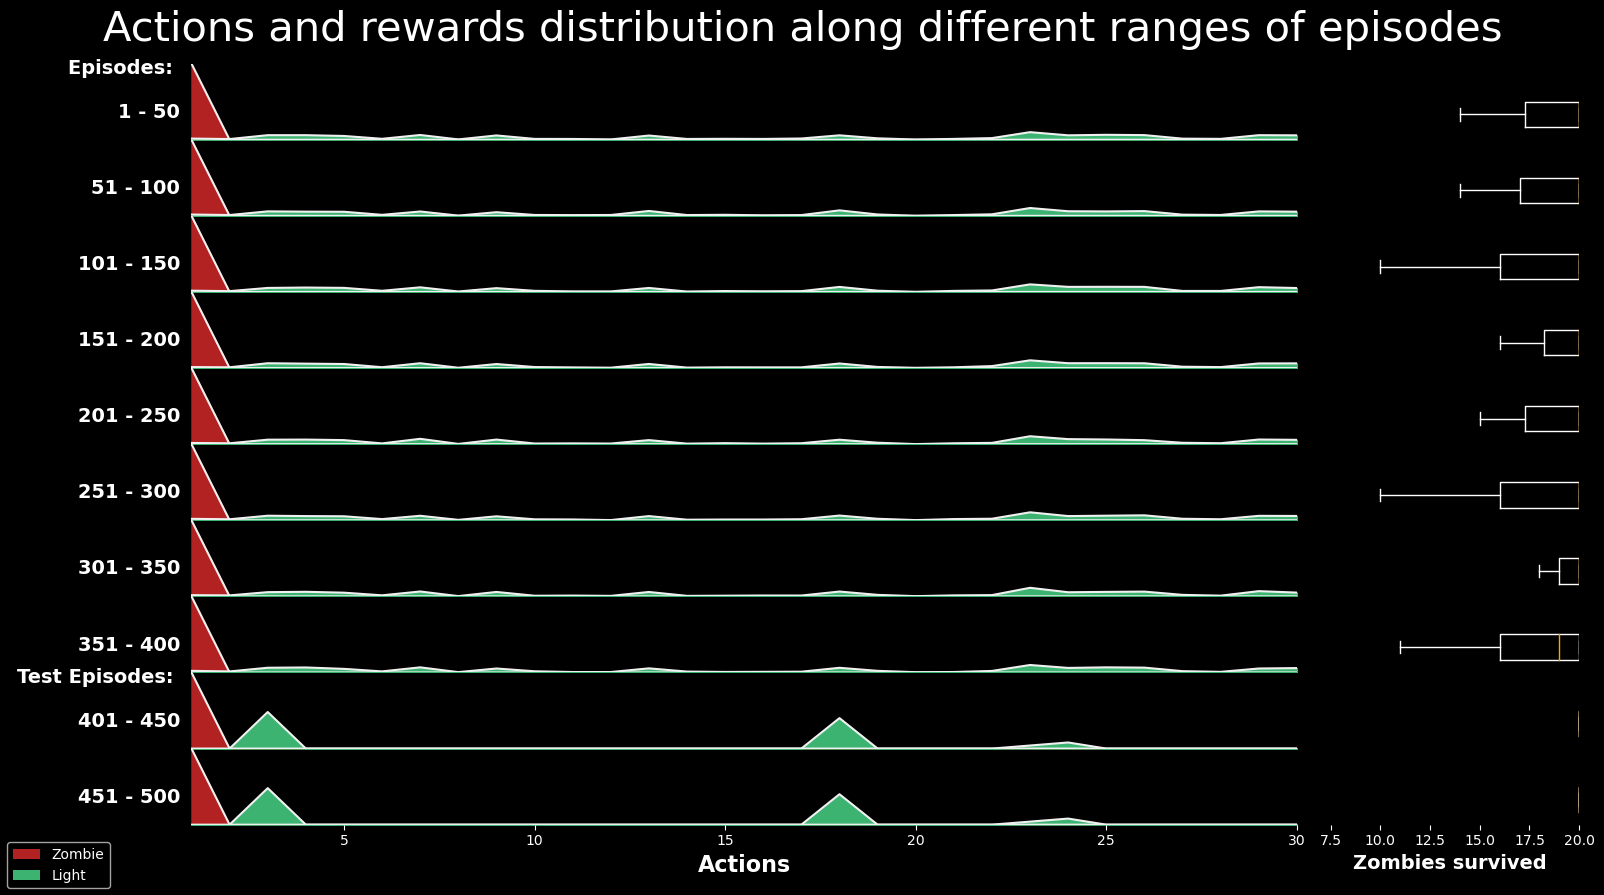 Actions and rewards distribution along different ranges of episodes
Episodes:
1 - 50
51 - 100
101 - 150
151 - 200
201 - 250
251 - 300
301 - 350
351 - 400
Test Episodes:
401 - 450
451 - 500
5 10 15 20 25 30 7.5 10.0 12.5 15.0 17.5 20.0
Actions
Zombies survived
Zombie
Light